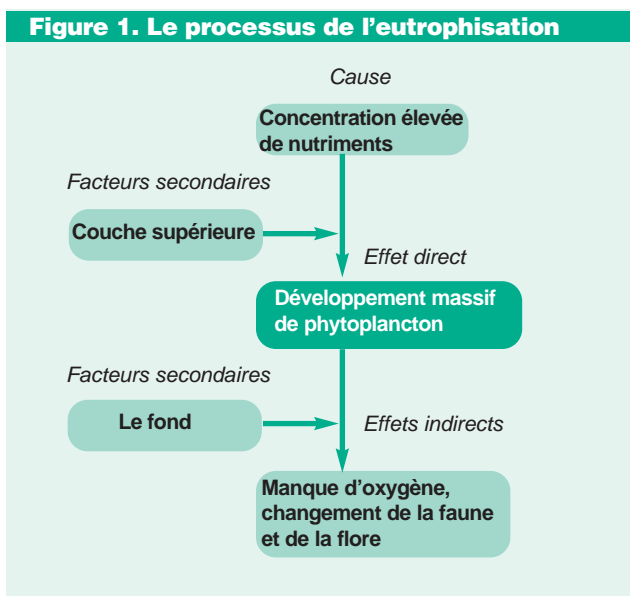 Figure 1. Le processus de l’eutrophisation
Cause
Concentration élevée
de nutriments
Facteurs secondaires
Couche supérieure
Effet direct
Développement massif
de phytoplancton
Facteurs secondaires
Le fond
Effets indirects
Manque d’oxygène,
changement de la faune
et de la flore